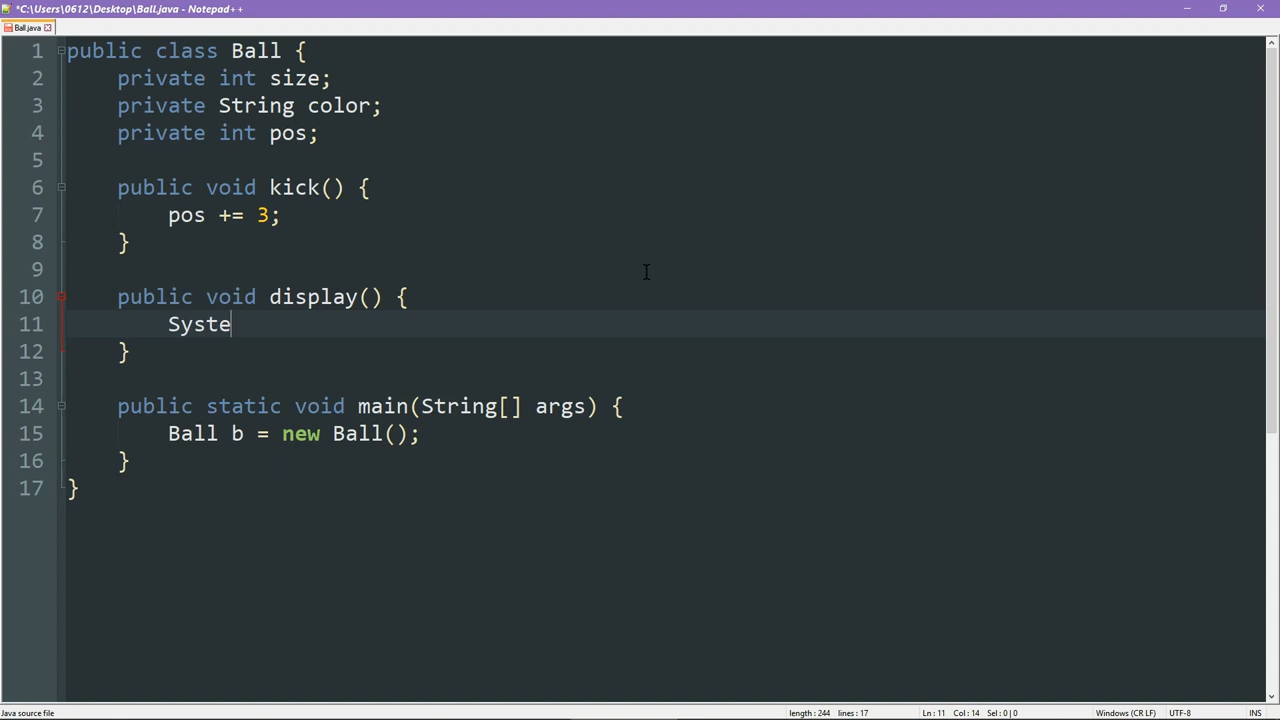 *C:\Users\0612\Desktop\Ball.java - Notepad++
Ball.java
1 public class Ball {
2     private int size;
3     private String color;
4     private int pos;
5
6     public void kick() {
7         pos += 3;
8     }
9
10     public void display() {
11         Syste
12     }
13
14     public static void main(String[] args) {
15         Ball b = new Ball();
16     }
17 }
Java source file length : 244 lines : 17 Ln : 11 Col : 14 Sel : 0 | 0 Windows (CR LF) UTF-8 INS